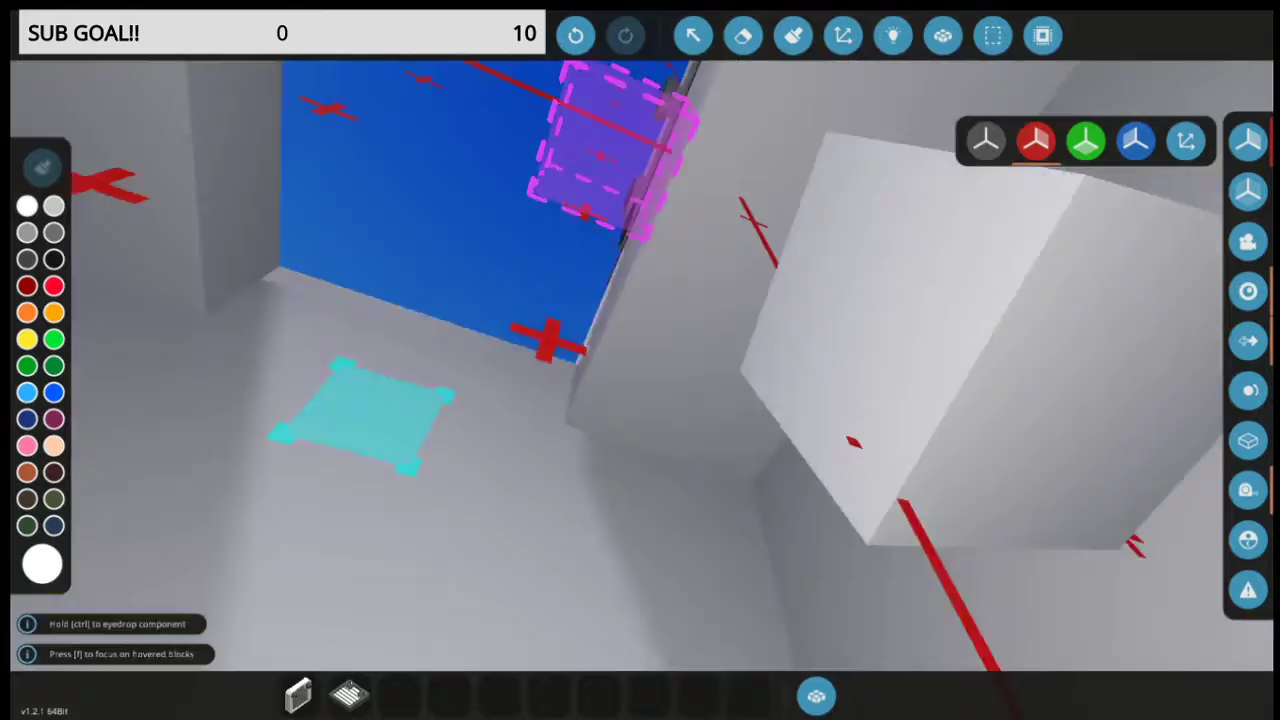 SUB GOAL!! 0 10
Hold [ctrl] to eyedrop component
Press [f] to focus on hovered blocks
v1.2.1 64Bit